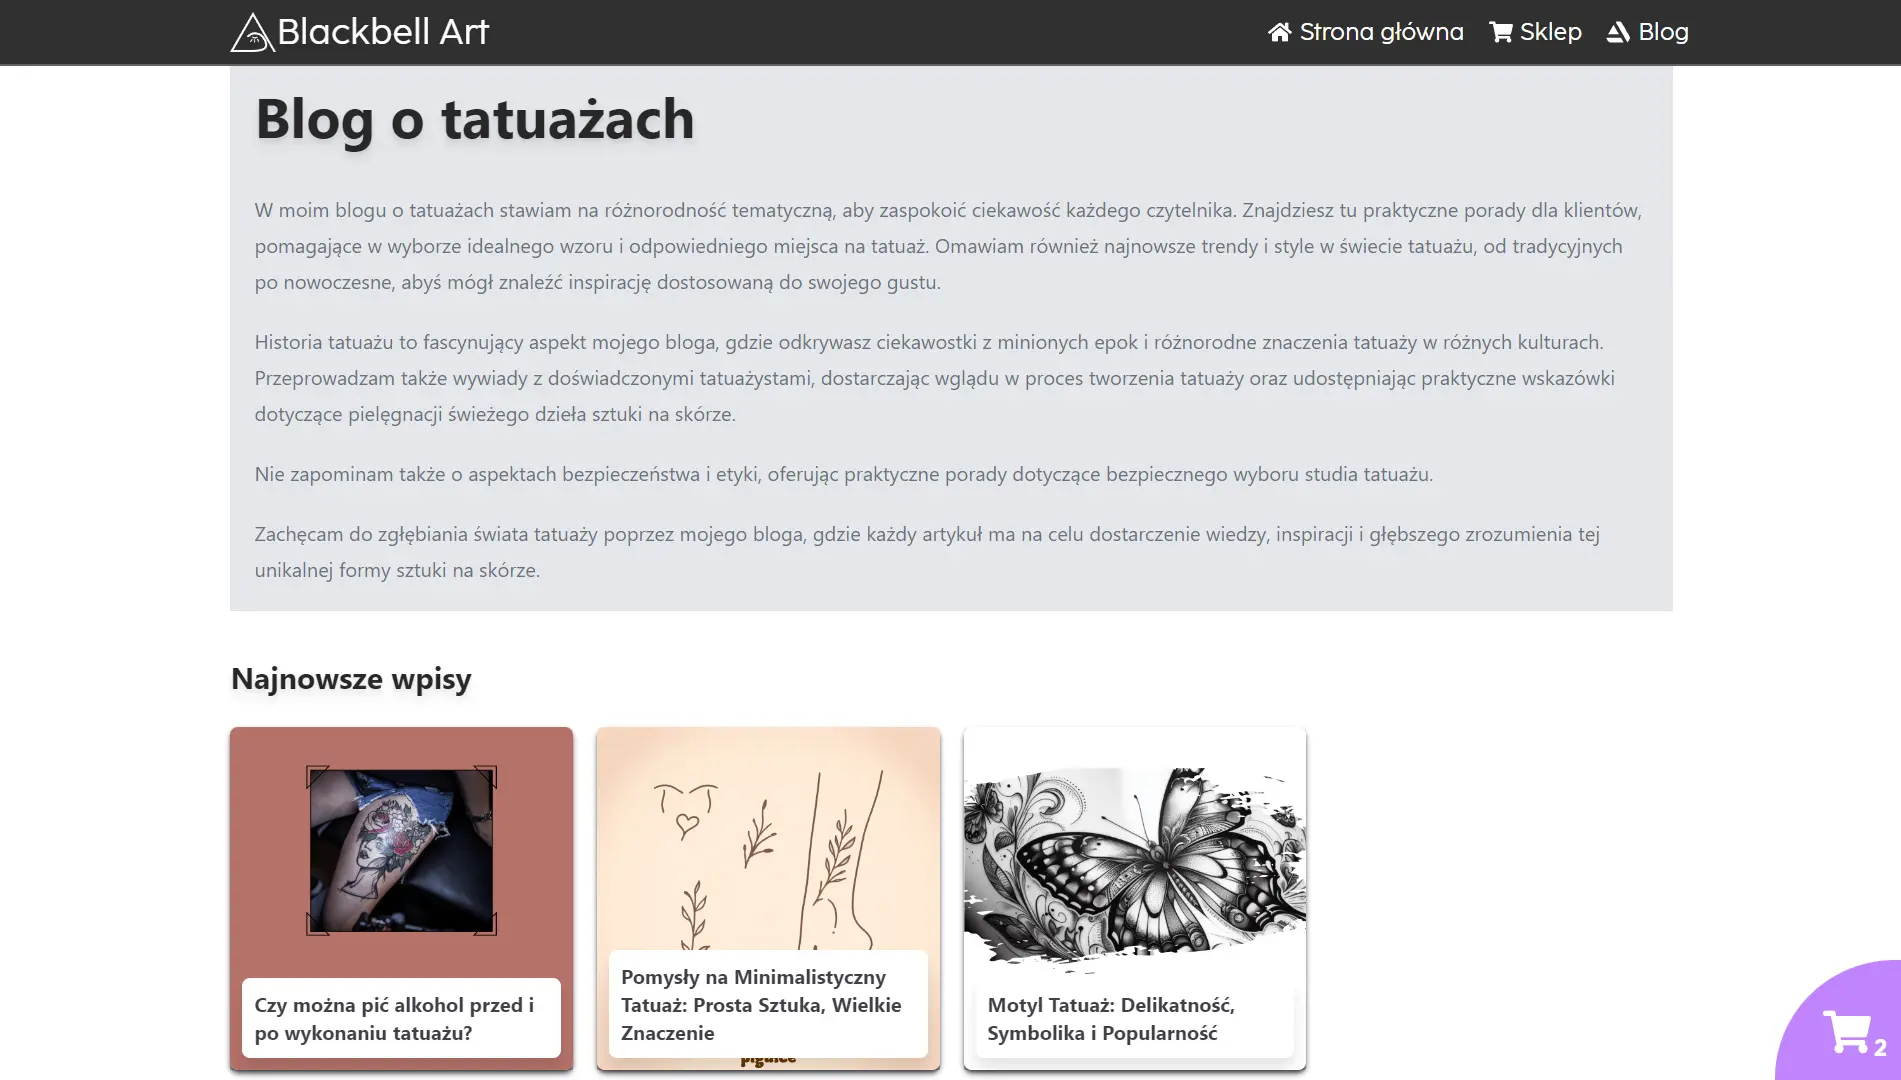 Blackbell Art
Strona główna
Sklep
Blog
Blog o tatuażach
W moim blogu o tatuażach stawiam na różnorodność tematyczną, aby zaspokoić ciekawość każdego czytelnika. Znajdziesz tu praktyczne porady dla klientów,
pomagające w wyborze idealnego wzoru i odpowiedniego miejsca na tatuaż. Omawiam również najnowsze trendy i style w świecie tatuażu, od tradycyjnych
po nowoczesne, abyś mógł znaleźć inspirację dostosowaną do swojego gustu.
Historia tatuażu to fascynujący aspekt mojego bloga, gdzie odkrywasz ciekawostki z minionych epok i różnorodne znaczenia tatuaży w różnych kulturach.
Przeprowadzam także wywiady z doświadczonymi tatuażystami, dostarczając wglądu w proces tworzenia tatuaży oraz udostępniając praktyczne wskazówki
dotyczące pielęgnacji świeżego dzieła sztuki na skórze.
Nie zapominam także o aspektach bezpieczeństwa i etyki, oferując praktyczne porady dotyczące bezpiecznego wyboru studia tatuażu.
Zachęcam do zgłębiania świata tatuaży poprzez mojego bloga, gdzie każdy artykuł ma na celu dostarczenie wiedzy, inspiracji i głębszego zrozumienia tej
unikalnej formy sztuki na skórze.
Najnowsze wpisy
Czy można pić alkohol przed i
po wykonaniu tatuażu?
Pomysły na Minimalistyczny
Tatuaż: Prosta Sztuka, Wielkie
Znaczenie
Motyl Tatuaż: Delikatność,
Symbolika i Popularność
2